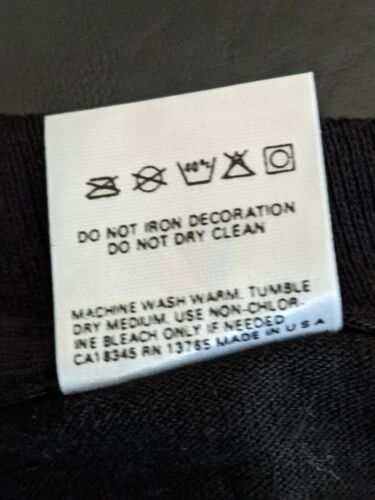 40°c
DO NOT IRON DECORATION
DO NOT DRY CLEAN
MACHINE WASH WARM, TUMBLE
DRY MEDIUM, USE NON-CHLOR-
INE BLEACH ONLY IF NEEDED
CA18345 RN 13765 MADE IN U S A